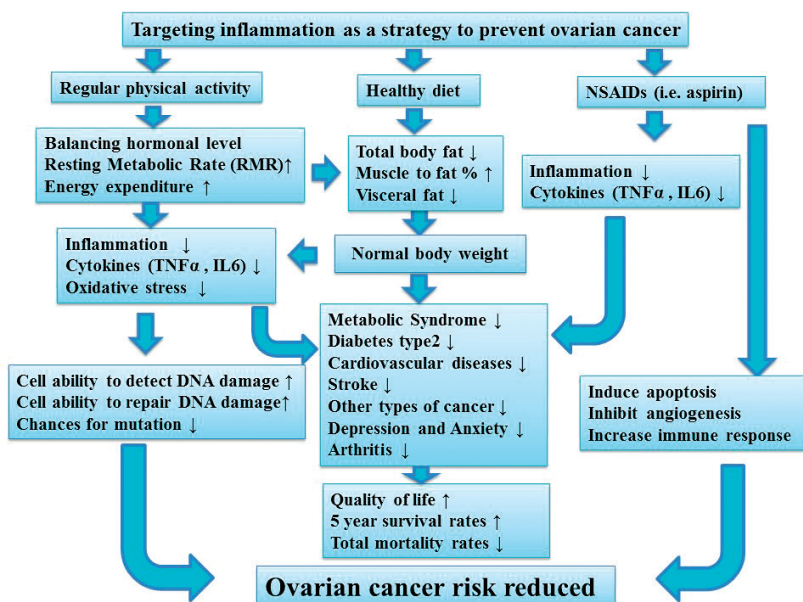 Targeting inflammation as a strategy to prevent ovarian cancer
Regular physical activity
Healthy diet
NSAIDs (i.e. aspirin)
Balancing hormonal level
Resting Metabolic Rate (RMR)↑
Energy expenditure ↑
Total body fat ↓
Muscle to fat % ↑
Visceral fat ↓
Inflammation ↓
Cytokines (TNFα , IL6) ↓
Inflammation ↓
Cytokines (TNFα , IL6) ↓
Oxidative stress ↓
Normal body weight
Metabolic Syndrome ↓
Diabetes type2 ↓
Cardiovascular diseases ↓
Stroke ↓
Other types of cancer ↓
Depression and Anxiety ↓
Arthritis ↓
Cell ability to detect DNA damage ↑
Cell ability to repair DNA damage↑
Chances for mutation ↓
Induce apoptosis
Inhibit angiogenesis
Increase immune response
Quality of life ↑
5 year survival rates ↑
Total mortality rates ↓
Ovarian cancer risk reduced